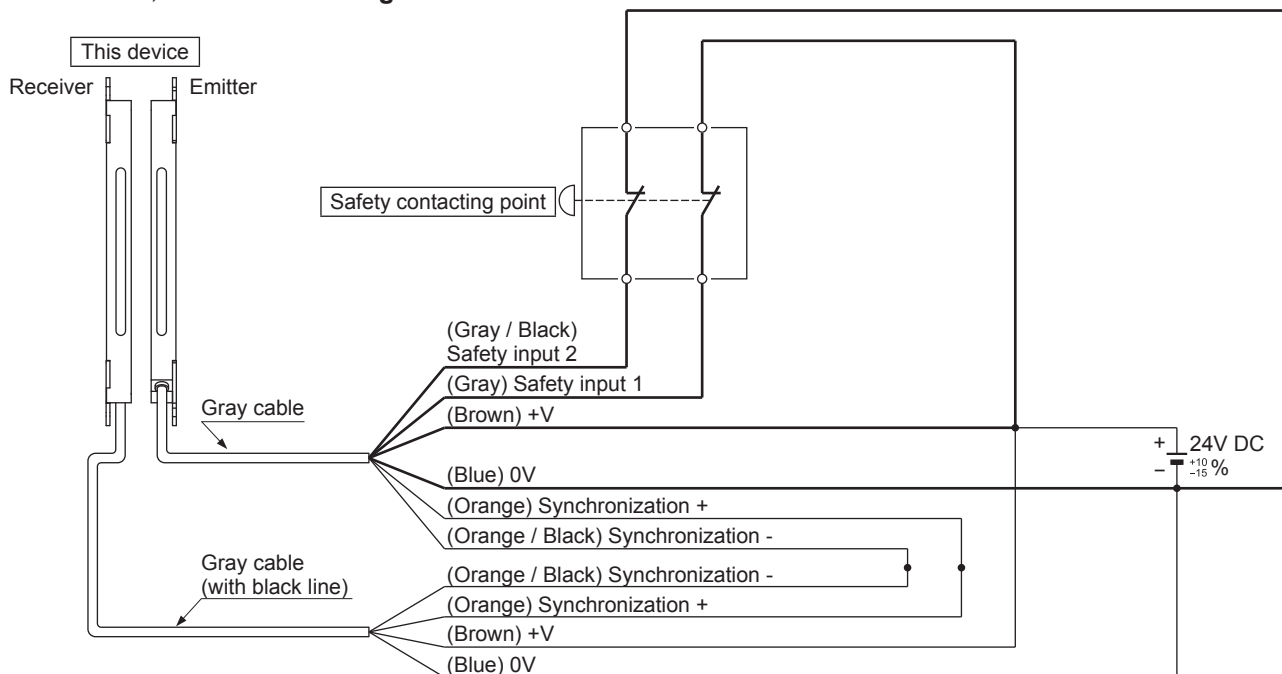 This device
Receiver
Emitter
Safety contacting point
(Gray / Black)
Safety input 2
(Gray) Safety input 1
Gray cable
(Brown) +V
+
24V DC
−
+10
−15 %
(Blue) 0V
(Orange) Synchronization +
(Orange / Black) Synchronization -
Gray cable
(with black line)
(Orange / Black) Synchronization -
(Orange) Synchronization +
(Brown) +V
(Blue) 0V